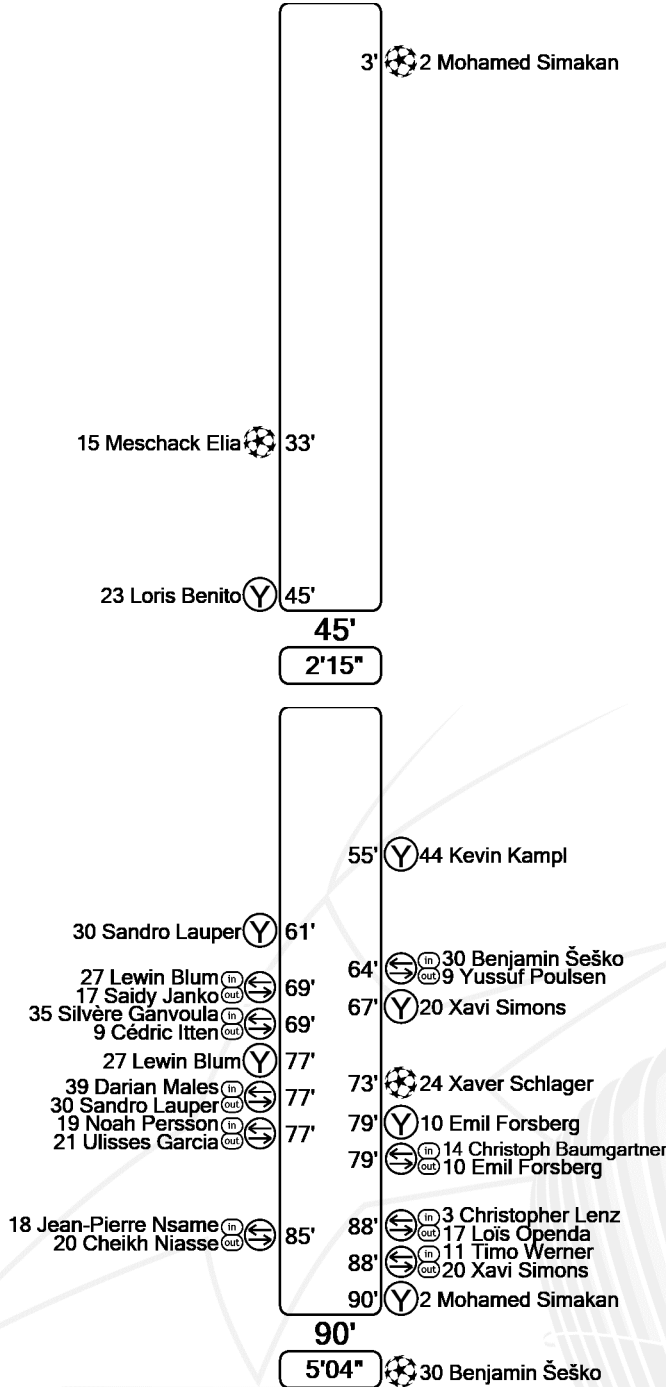 3' 2 Mohamed Simakan
15 Meschack Elia 33'
23 Loris Benito Y 45'
45'
2'15"
55' Y 44 Kevin Kampl
30 Sandro Lauper Y 61'
64' in 30 Benjamin Šeško
out 9 Yussuf Poulsen
27 Lewin Blum in
17 Saidy Janko out 69'
67' Y 20 Xavi Simons
35 Silvère Ganvoula in
9 Cédric Itten out 69'
27 Lewin Blum Y 77'
73' 24 Xaver Schlager
39 Darian Males in
30 Sandro Lauper out 77'
79' Y 10 Emil Forsberg
19 Noah Persson in
21 Ulisses Garcia out 77'
79' in 14 Christoph Baumgartner
out 10 Emil Forsberg
18 Jean-Pierre Nsame in
20 Cheikh Niasse out 85'
88' in 3 Christopher Lenz
out 17 Loïs Openda
88' in 11 Timo Werner
out 20 Xavi Simons
90' Y 2 Mohamed Simakan
90'
5'04" 30 Benjamin Šeško